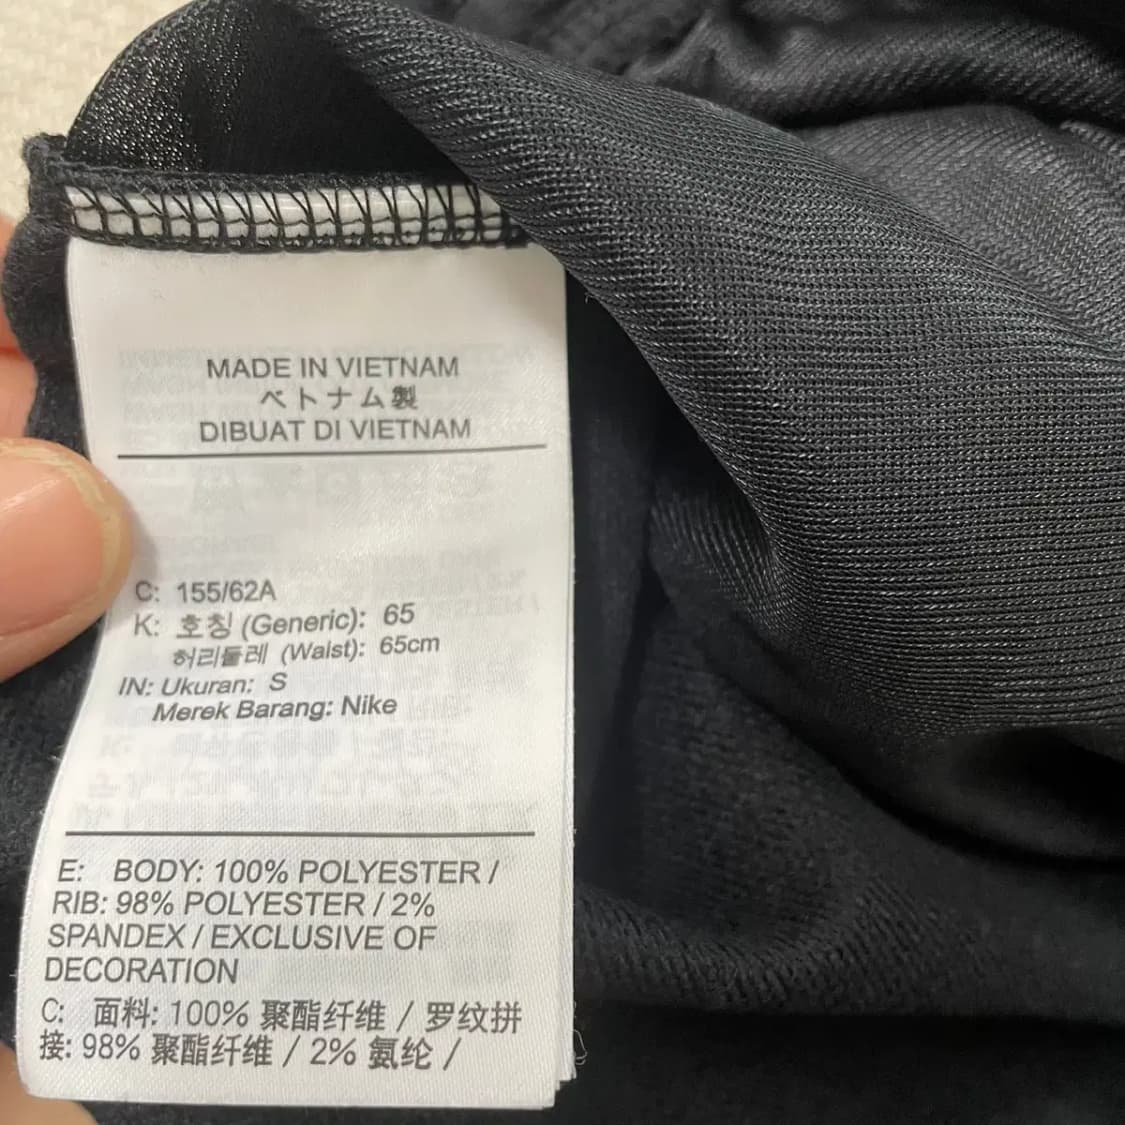 MADE IN VIETNAM
ベトナム製
DIBUAT DI VIETNAM
C: 155/62A
K: 호칭 (Generic): 65
허리둘레 (Waist): 65cm
IN: Ukuran: S
Merek Barang: Nike
E: BODY: 100% POLYESTER /
RIB: 98% POLYESTER / 2%
SPANDEX / EXCLUSIVE OF
DECORATION
C: 面料: 100% 聚酯纤维 / 罗纹拼
接: 98% 聚酯纤维 / 2% 氨纶 /